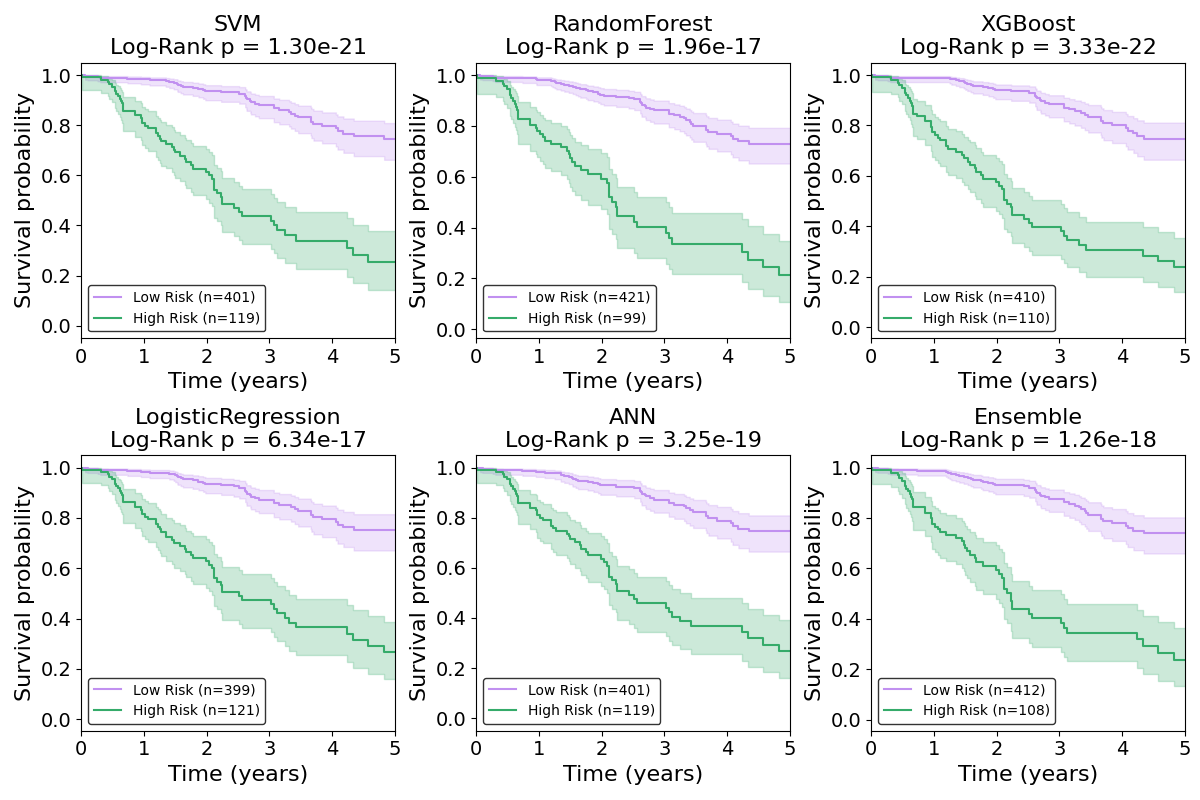 SVM
Log-Rank p = 1.30e-21
Survival probability
1.0
0.8
0.6
0.4
0.2
0.0
Low Risk (n=401)
High Risk (n=119)
0 1 2 3 4 5
Time (years)
RandomForest
Log-Rank p = 1.96e-17
Survival probability
1.0
0.8
0.6
0.4
0.2
0.0
Low Risk (n=421)
High Risk (n=99)
0 1 2 3 4 5
Time (years)
XGBoost
Log-Rank p = 3.33e-22
Survival probability
1.0
0.8
0.6
0.4
0.2
0.0
Low Risk (n=410)
High Risk (n=110)
0 1 2 3 4 5
Time (years)
LogisticRegression
Log-Rank p = 6.34e-17
Survival probability
1.0
0.8
0.6
0.4
0.2
0.0
Low Risk (n=399)
High Risk (n=121)
0 1 2 3 4 5
Time (years)
ANN
Log-Rank p = 3.25e-19
Survival probability
1.0
0.8
0.6
0.4
0.2
0.0
Low Risk (n=401)
High Risk (n=119)
0 1 2 3 4 5
Time (years)
Ensemble
Log-Rank p = 1.26e-18
Survival probability
1.0
0.8
0.6
0.4
0.2
0.0
Low Risk (n=412)
High Risk (n=108)
0 1 2 3 4 5
Time (years)